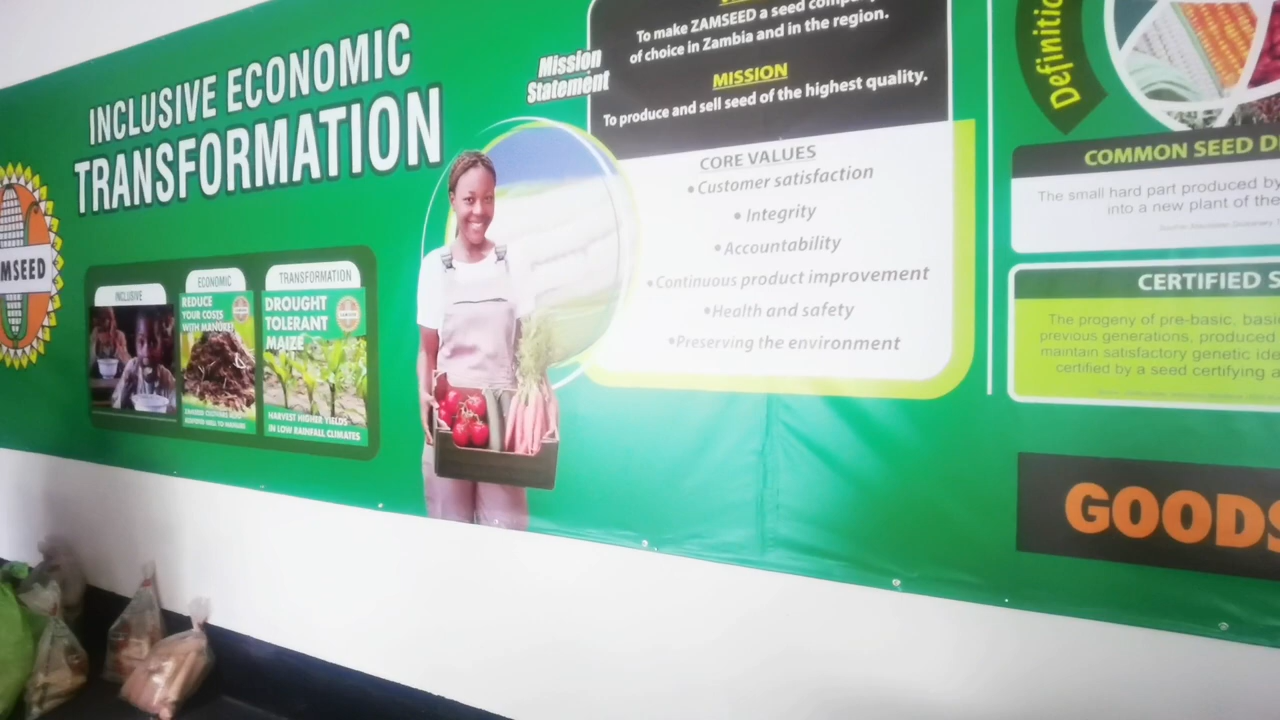 INCLUSIVE ECONOMIC
TRANSFORMATION
MSEED
INCLUSIVE
ECONOMIC
REDUCE
YOUR COSTS
WITH MANURE!
TRANSFORMATION
DROUGHT
TOLERANT
MAIZE
HARVEST HIGHER YIELDS
IN LOW RAINFALL CLIMATES
Mission
Statement
To make ZAMSEED a seed company
of choice in Zambia and in the region.
MISSION
To produce and sell seed of the highest quality.
CORE VALUES
• Customer satisfaction
• Integrity
• Accountability
• Continuous product improvement
• Health and safety
• Preserving the environment
Definitio
COMMON SEED D
The small hard part produced by
into a new plant of the
CERTIFIED S
The progeny of pre-basic, basi
previous generations, produced
maintain satisfactory genetic ide
certified by a seed certifying a
GOODS